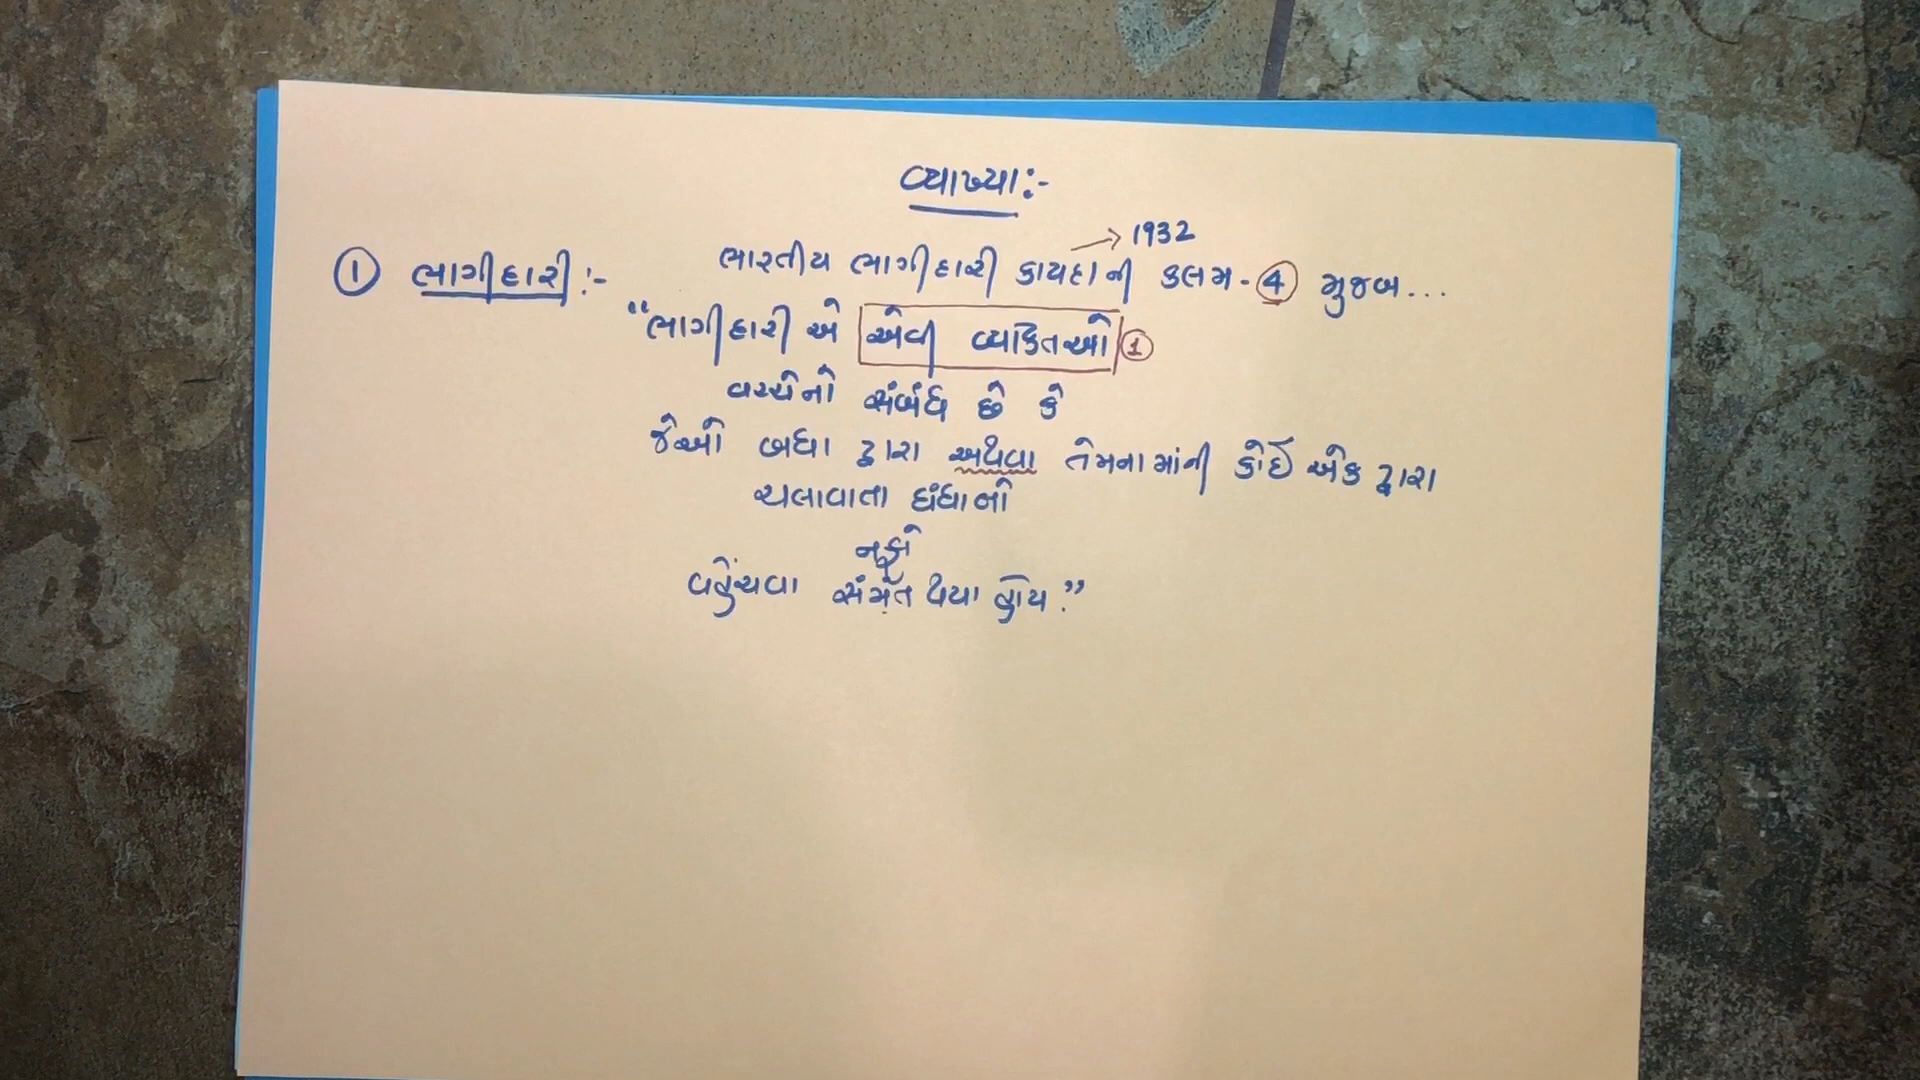 વ્યાખ્યા:-
→ 1932
① ભાગીદારી:- ભારતીય ભાગીદારી કાયદાની કલમ-④ મુજબ...
“ભાગીદારી એ એવી વ્યકિતઓ ①
વચ્ચેનો સંબંધ છે કે
જેઓ બધા દ્વારા અથવા તેમનામાંની કોઈ એક દ્વારા
ચલાવાતા ધંધાનો
નફો
વહેંચવા સંમત થયા હોય.”